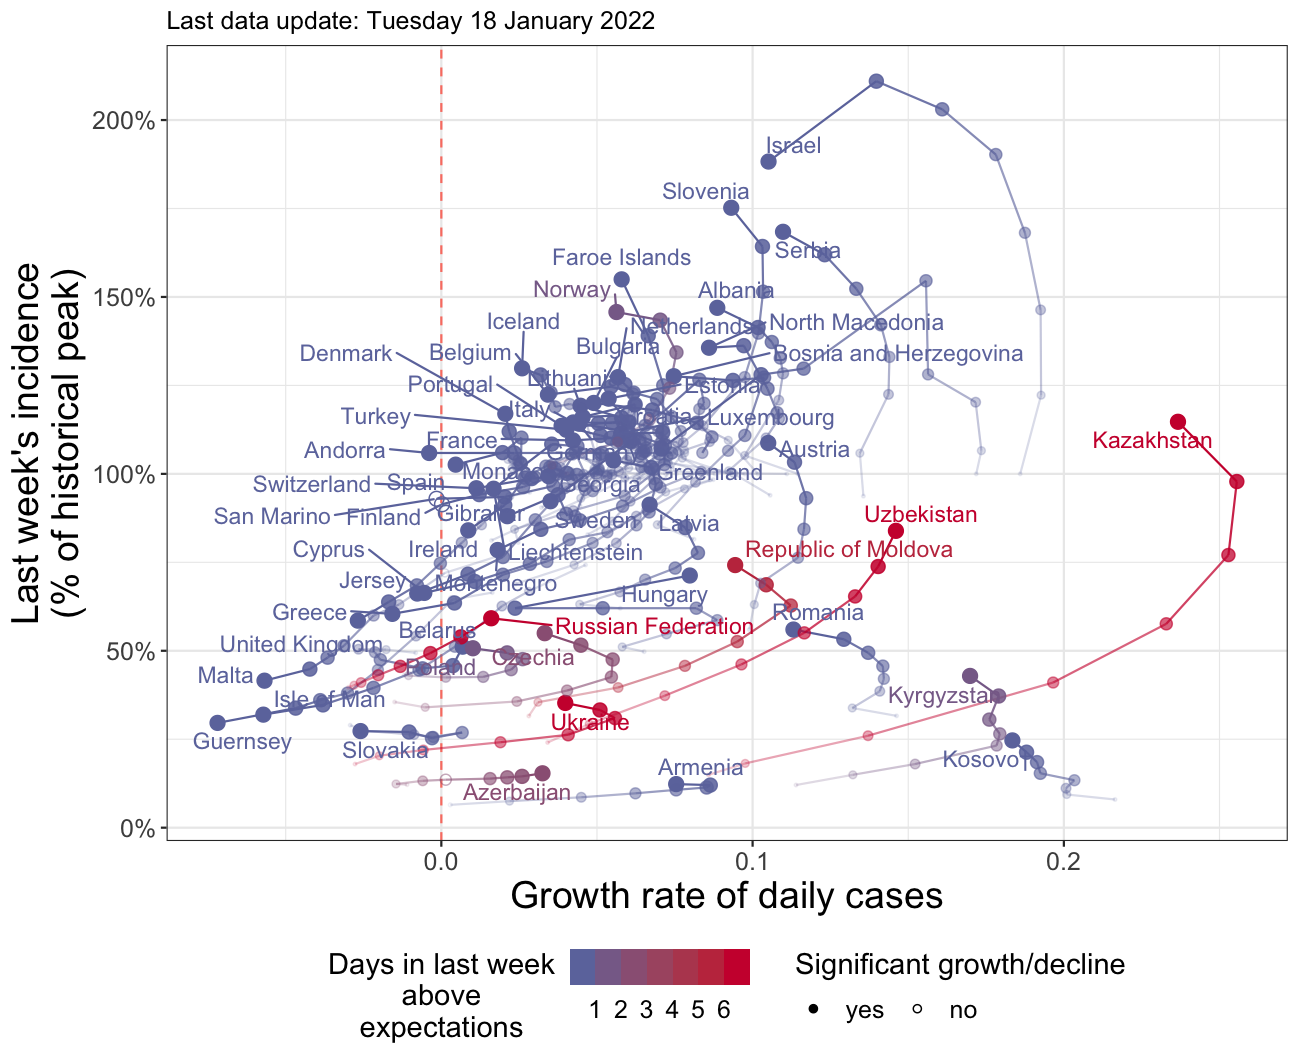 Last data update: Tuesday 18 January 2022
Last week's incidence
(% of historical peak)
200%
150%
100%
50%
0%
Israel
Slovenia
Serbia
Faroe Islands
Norway
Albania
Iceland
Netherlands
North Macedonia
Denmark
Belgium
Bulgaria
Bosnia and Herzegovina
Portugal
Lithuania
Estonia
Turkey
Italy
Luxembourg
Kazakhstan
Andorra
France
Austria
Switzerland
Spain
Monaco
Georgia
Greenland
San Marino
Finland
Gibraltar
Sweden
Latvia
Uzbekistan
Cyprus
Ireland
Liechtenstein
Republic of Moldova
Jersey
Montenegro
Hungary
Greece
Belarus
Russian Federation
Romania
United Kingdom
Poland
Czechia
Malta
Isle of Man
Kyrgyzstan
Guernsey
Slovakia
Ukraine
Kosovo
Armenia
Azerbaijan
0.0
0.1
0.2
Growth rate of daily cases
Days in last week
above
expectations
1 2 3 4 5 6
Significant growth/decline
yes
no